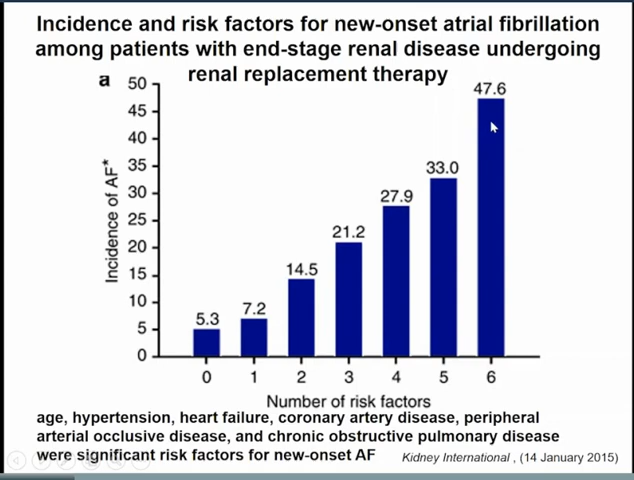 Incidence and risk factors for new-onset atrial fibrillation
among patients with end-stage renal disease undergoing
renal replacement therapy
a
Incidence of AF*
50
45
40
35
30
25
20
15
10
5
0
5.3
7.2
14.5
21.2
27.9
33.0
47.6
0 1 2 3 4 5 6
Number of risk factors
age, hypertension, heart failure, coronary artery disease, peripheral
arterial occlusive disease, and chronic obstructive pulmonary disease
were significant risk factors for new-onset AF
Kidney International , (14 January 2015)